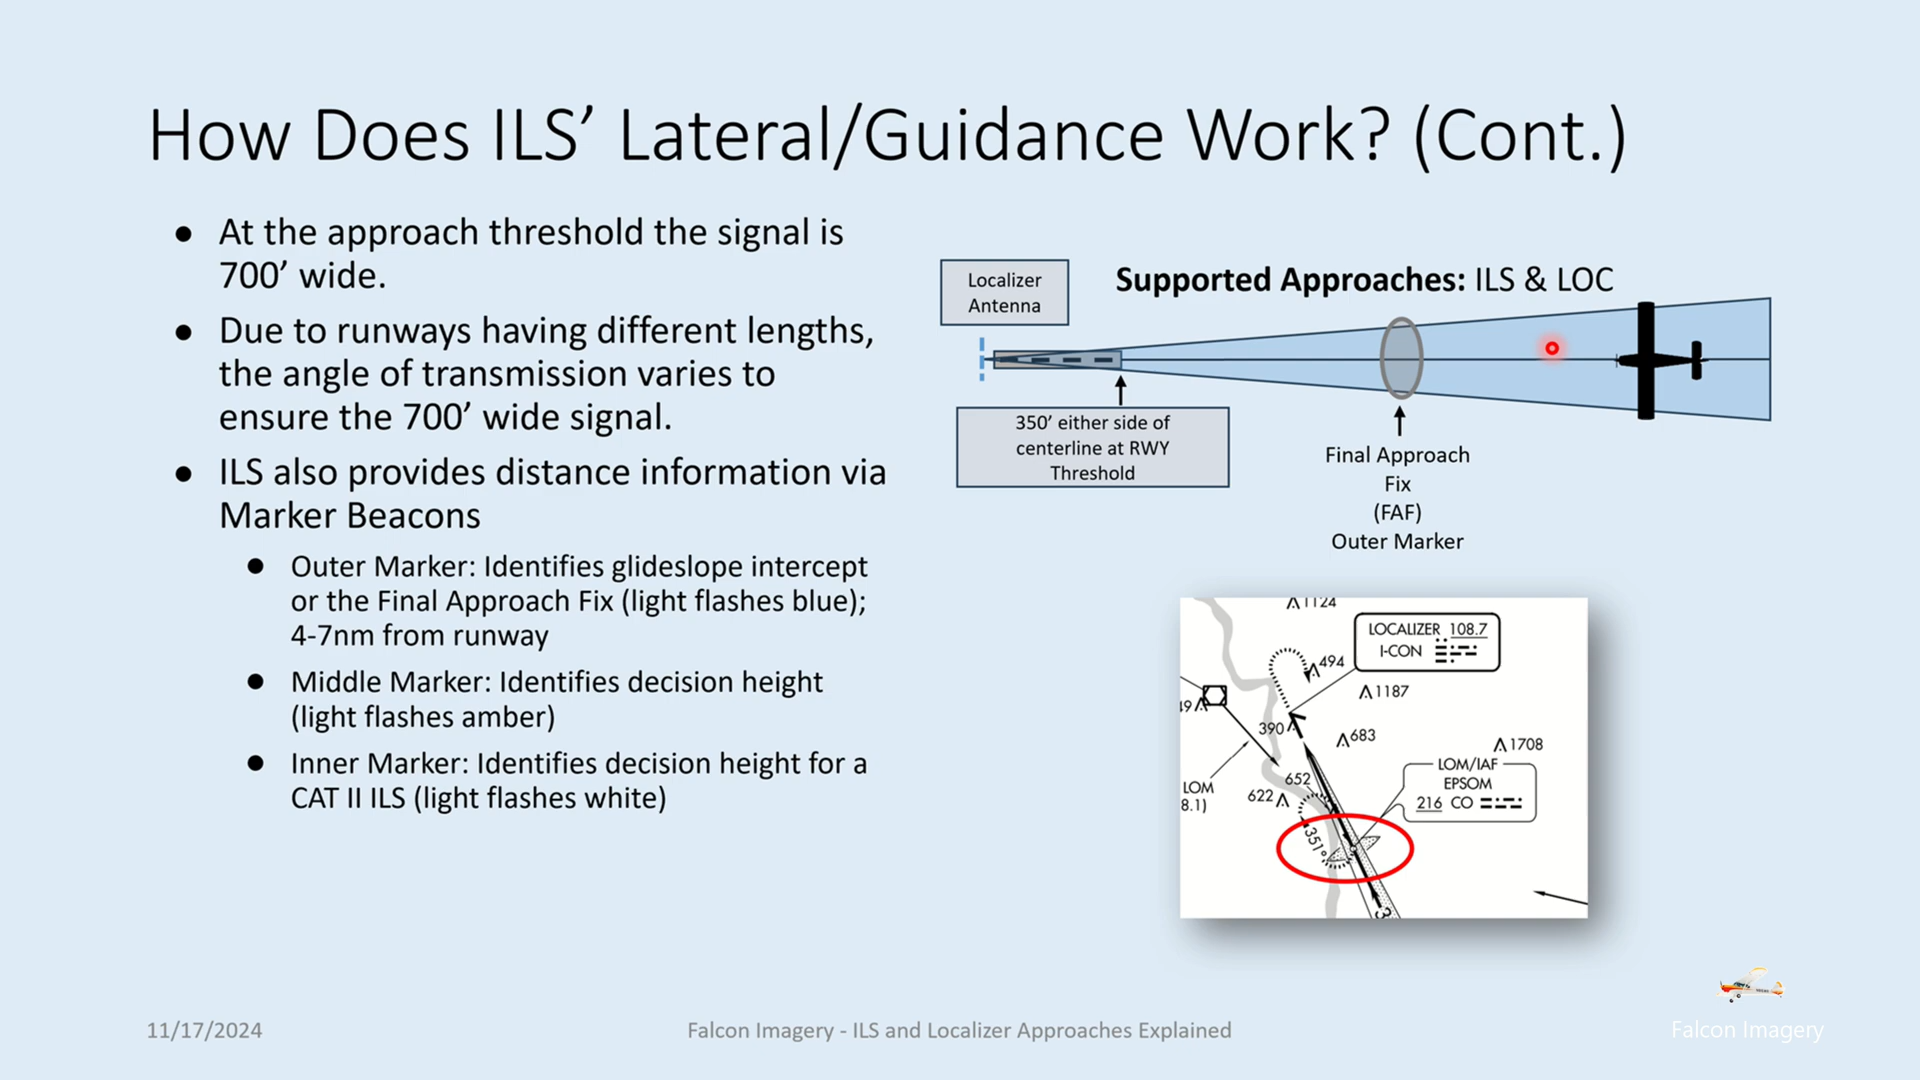 How Does ILS’ Lateral/Guidance Work? (Cont.)
● At the approach threshold the signal is
700’ wide.
● Due to runways having different lengths,
the angle of transmission varies to
ensure the 700’ wide signal.
● ILS also provides distance information via
Marker Beacons
● Outer Marker: Identifies glideslope intercept
or the Final Approach Fix (light flashes blue);
4-7nm from runway
● Middle Marker: Identifies decision height
(light flashes amber)
● Inner Marker: Identifies decision height for a
CAT II ILS (light flashes white)
Localizer
Antenna
Supported Approaches: ILS & LOC
350’ either side of
centerline at RWY
Threshold
Final Approach
Fix
(FAF)
Outer Marker
1124
LOCALIZER 108.7
I-CON
494
1187
49
390
683
1708
LOM/IAF
EPSOM
216 CO
652
622
LOM
8.1)
351°
3
11/17/2024
Falcon Imagery - ILS and Localizer Approaches Explained
Falcon Imagery